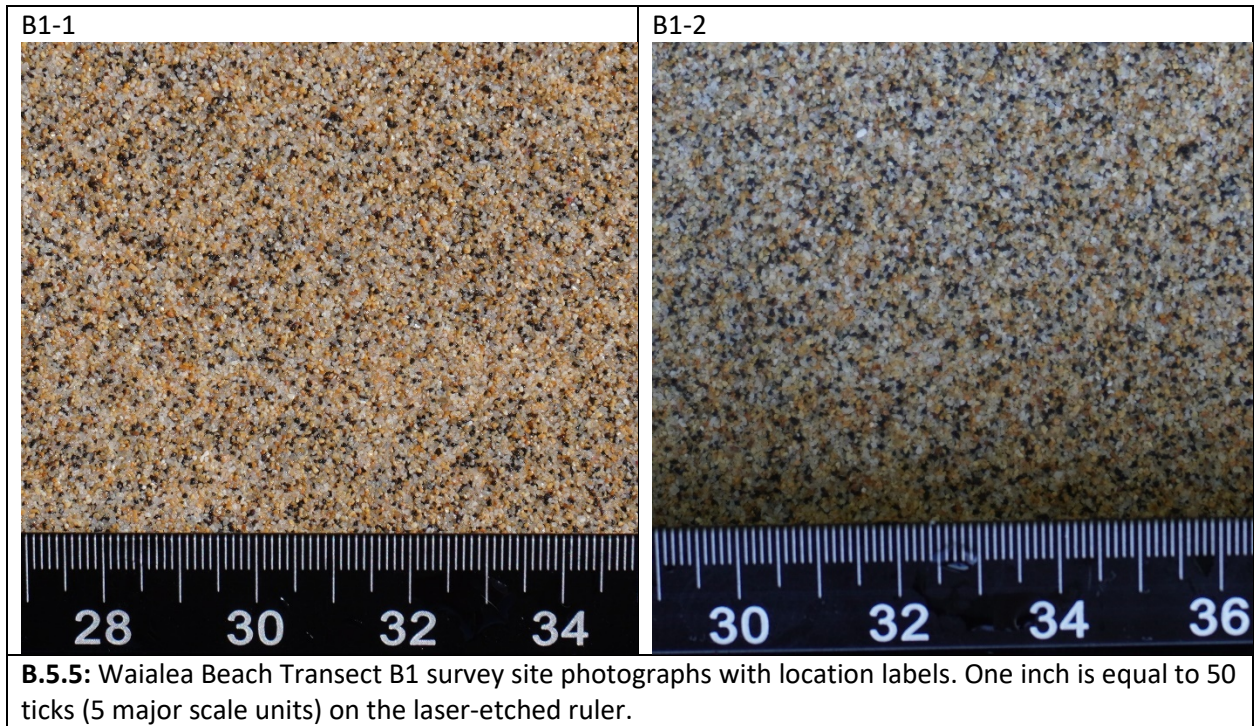 B1-1
B1-2
28 30 32 34
30 32 34 36
B.5.5: Waialea Beach Transect B1 survey site photographs with location labels. One inch is equal to 50
ticks (5 major scale units) on the laser-etched ruler.